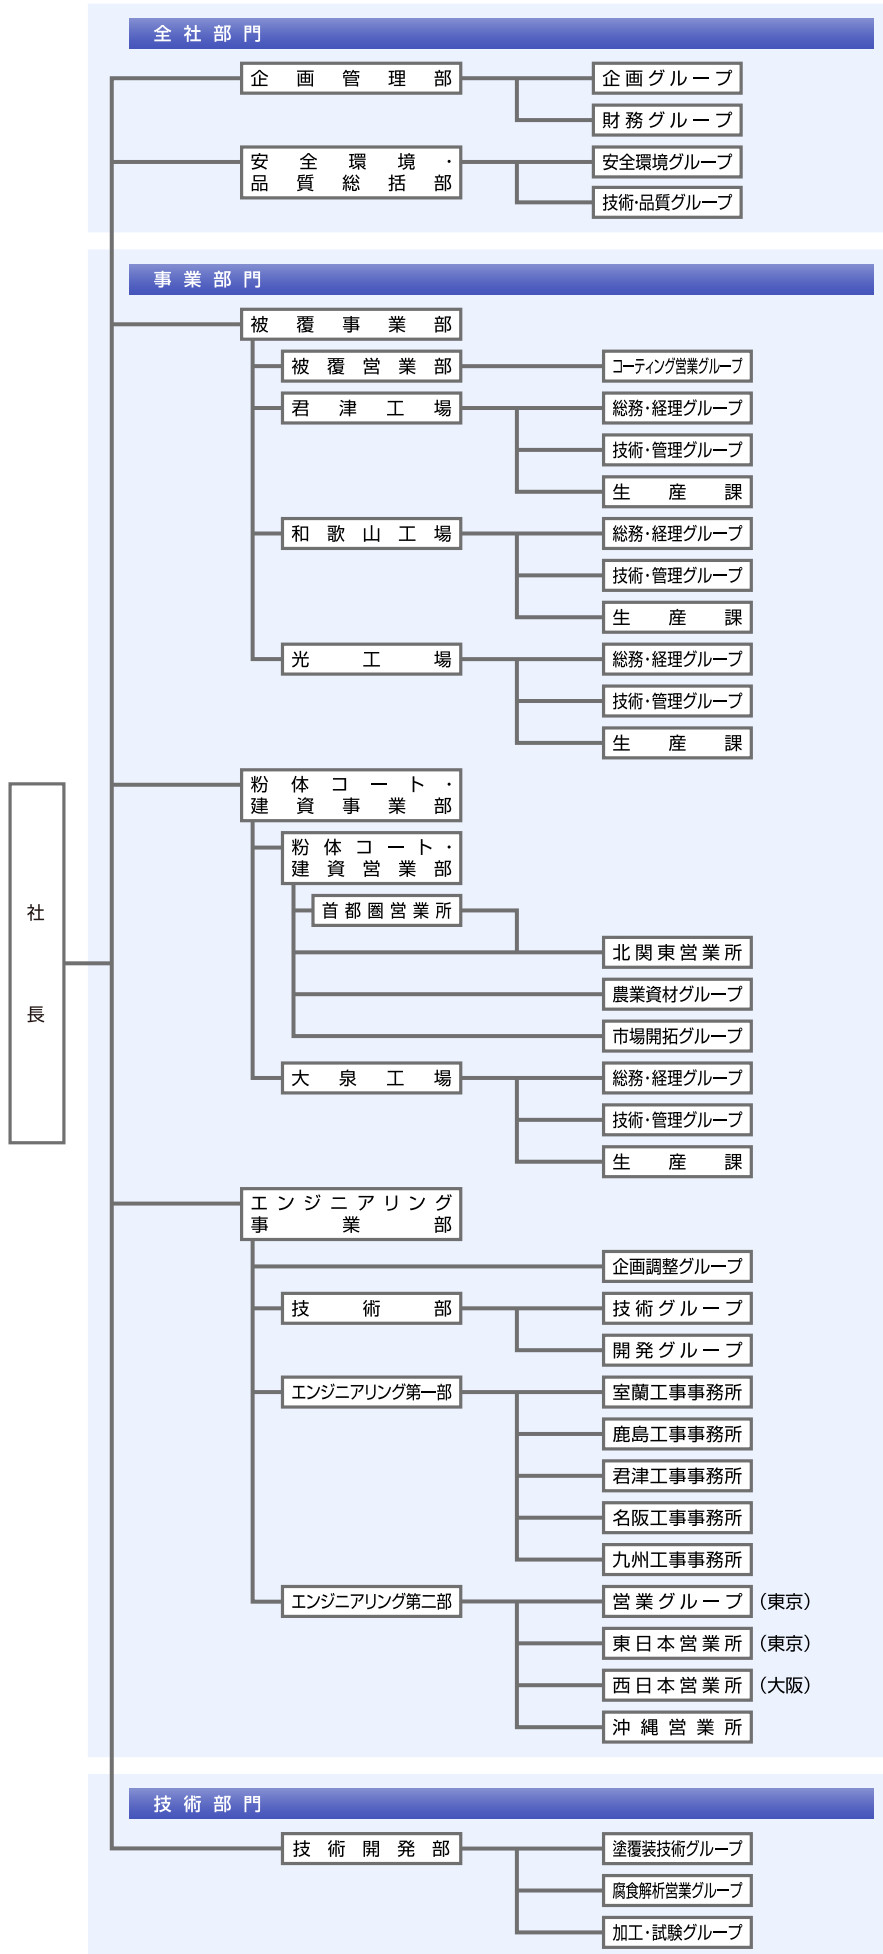 全社部門
企画管理部
企画グループ
財務グループ
安全環境・
品質総括部
安全環境グループ
技術・品質グループ
事業部門
被覆事業部
被覆営業部
コーティング営業グループ
君津工場
総務・経理グループ
技術・管理グループ
生産課
和歌山工場
総務・経理グループ
技術・管理グループ
生産課
光工場
総務・経理グループ
技術・管理グループ
生産課
粉体コート・
建資事業部
粉体コート・
建資営業部
首都圏営業所
北関東営業所
農業資材グループ
市場開拓グループ
大泉工場
総務・経理グループ
技術・管理グループ
生産課
社長
エンジニアリング
事業部
企画調整グループ
技術部
技術グループ
開発グループ
エンジニアリング第一部
室蘭工事事務所
鹿島工事事務所
君津工事事務所
名阪工事事務所
九州工事事務所
エンジニアリング第二部
営業グループ（東京）
東日本営業所（東京）
西日本営業所（大阪）
沖縄営業所
技術部門
技術開発部
塗覆装技術グループ
腐食解析営業グループ
加工・試験グループ